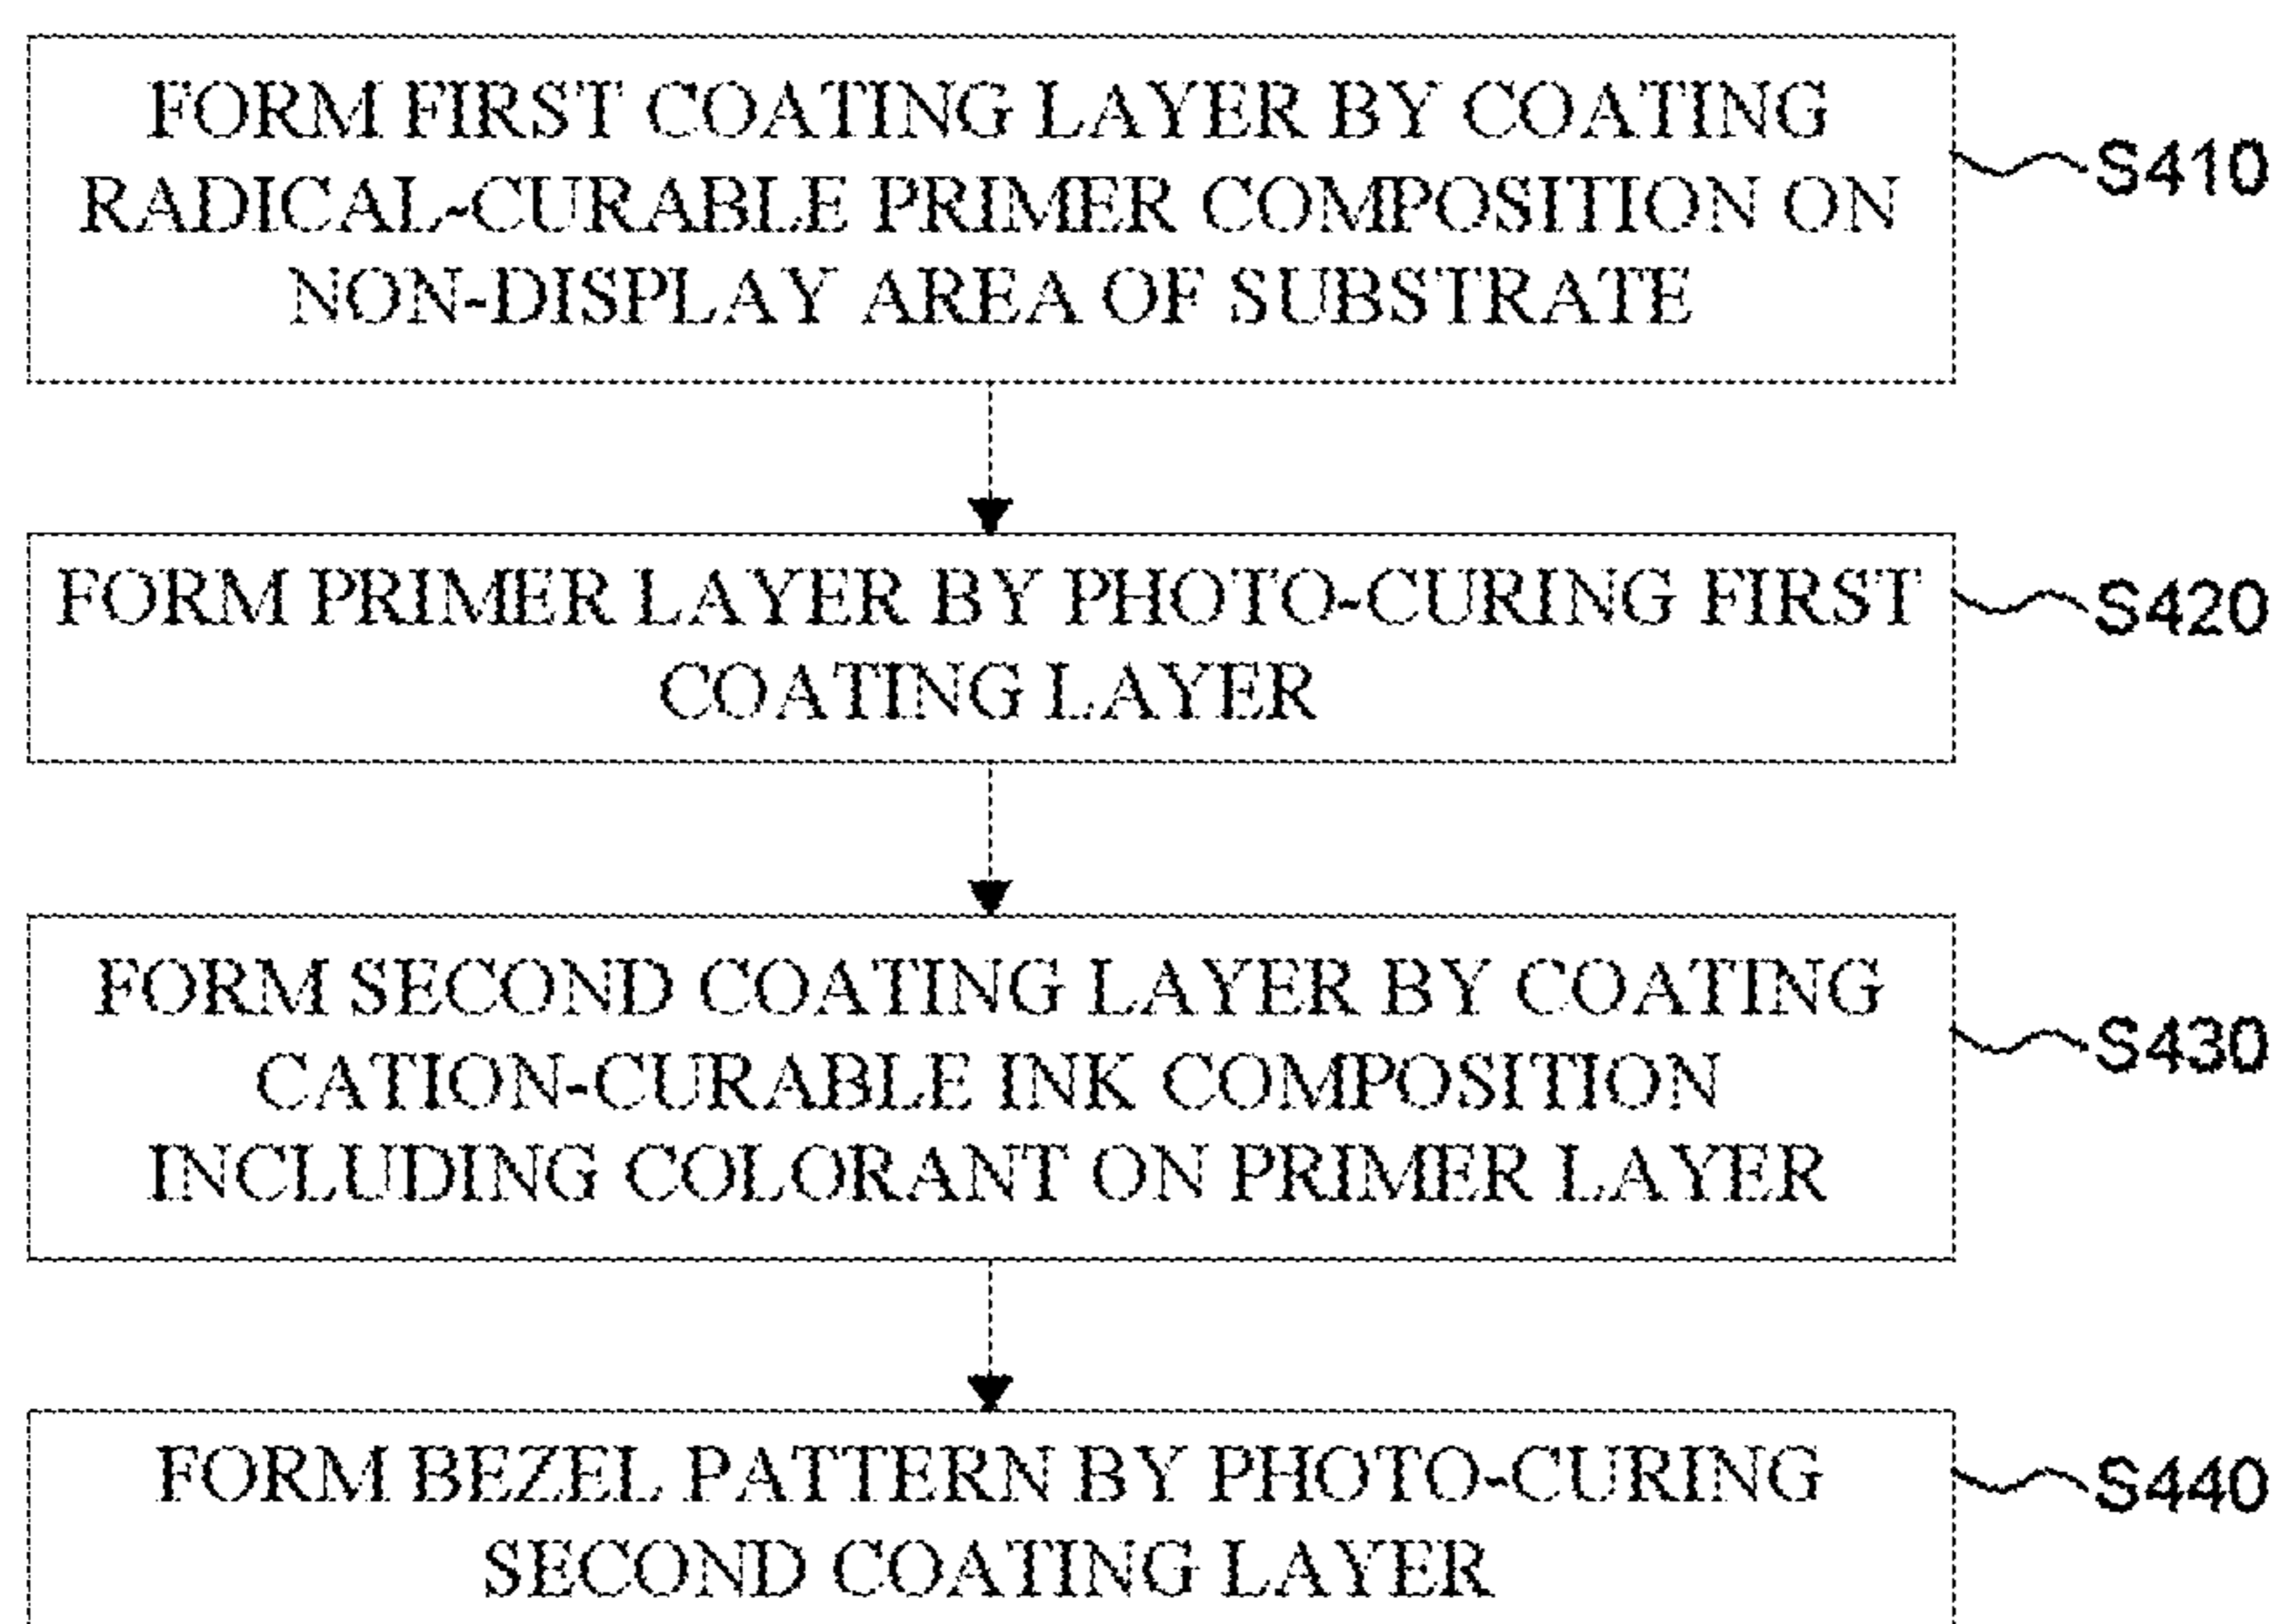 FORM FIRST COATING LAYER BY COATING
RADICAL-CURABLE PRIMER COMPOSITION ON
NON-DISPLAY AREA OF SUBSTRATE
S410
FORM PRIMER LAYER BY PHOTO-CURING FIRST
COATING LAYER
S420
FORM SECOND COATING LAYER BY COATING
CATION-CURABLE INK COMPOSITION
INCLUDING COLORANT ON PRIMER LAYER
S430
FORM BEZEL PATTERN BY PHOTO-CURING
SECOND COATING LAYER
S440